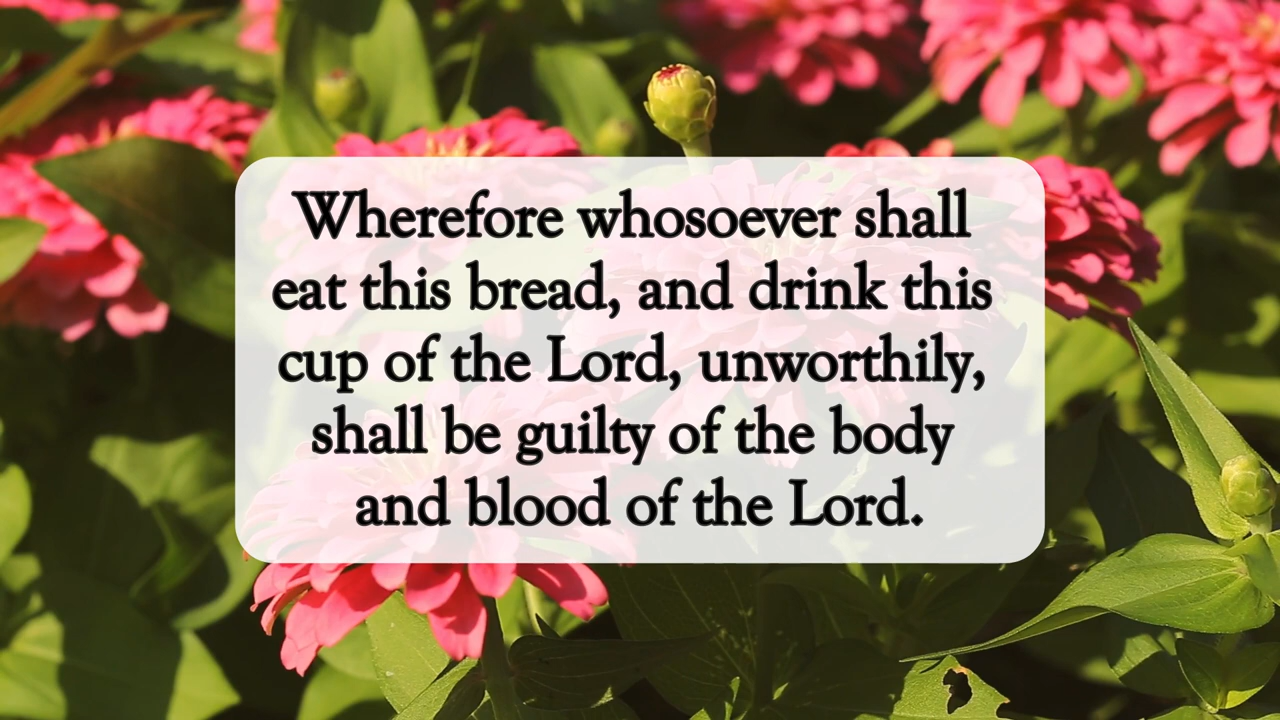 Wherefore whosoever shall
eat this bread, and drink this
cup of the Lord, unworthily,
shall be guilty of the body
and blood of the Lord.